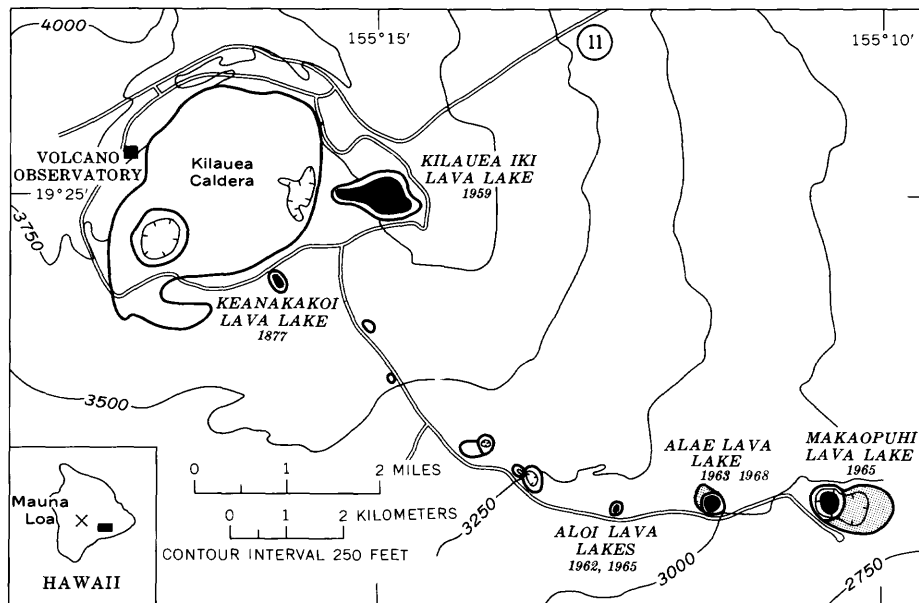 4000
155°15'
155°10'
11
VOLCANO
OBSERVATORY
Kilauea
Caldera
KILAUEA IKI
LAVA LAKE
1959
19°25'
3750
KEANAKAKOI
LAVA LAKE
1877
3500
0 1 2 MILES
0 1 2 KILOMETERS
CONTOUR INTERVAL 250 FEET
Mauna
Loa
HAWAII
3250
ALOI LAVA
LAKES
1962, 1965
ALAE LAVA
LAKE
1963 1968
MAKAOPUHI
LAVA LAKE
1965
3000
2750